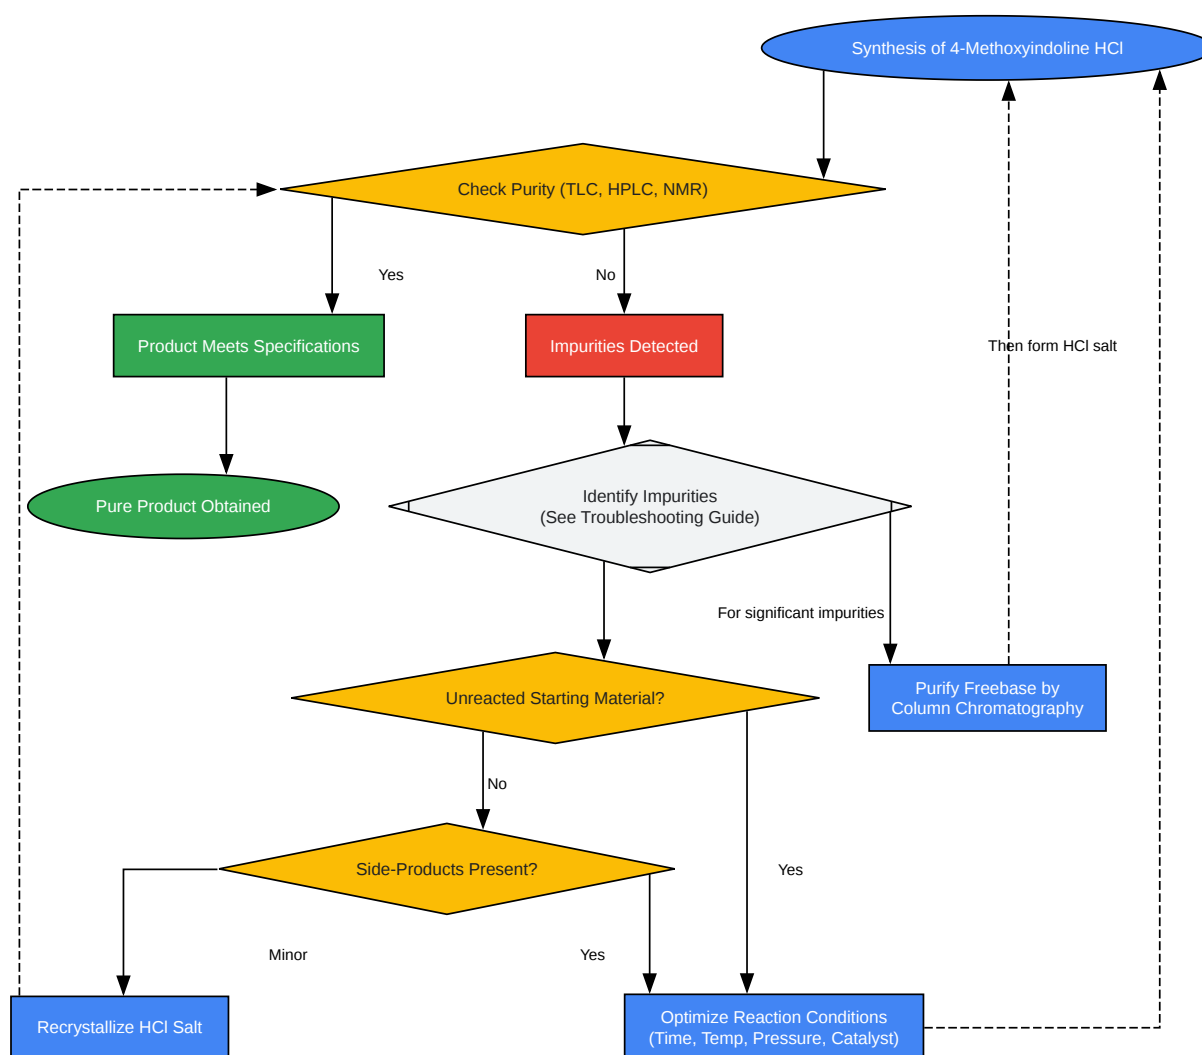 Synthesis of 4-Methoxyindoline HCl
Check Purity (TLC, HPLC, NMR)
Yes
No
Product Meets Specifications
Impurities Detected
Then form HCl salt
Pure Product Obtained
Identify Impurities
(See Troubleshooting Guide)
For significant impurities
Unreacted Starting Material?
Purify Freebase by
Column Chromatography
No
Side-Products Present?
Yes
Minor
Yes
Recrystallize HCl Salt
Optimize Reaction Conditions
(Time, Temp, Pressure, Catalyst)